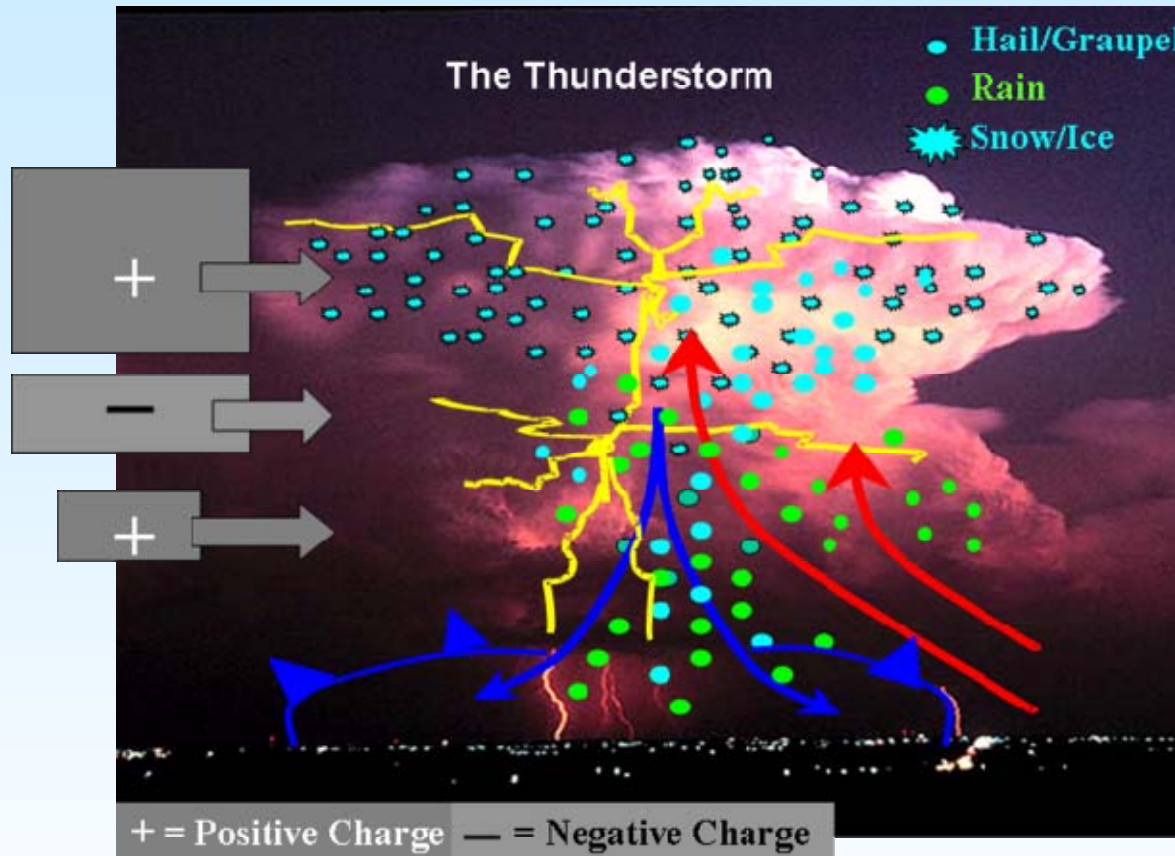 The Thunderstorm
Hail/Graupel
Rain
Snow/Ice
+
−
+
+ = Positive Charge — = Negative Charge